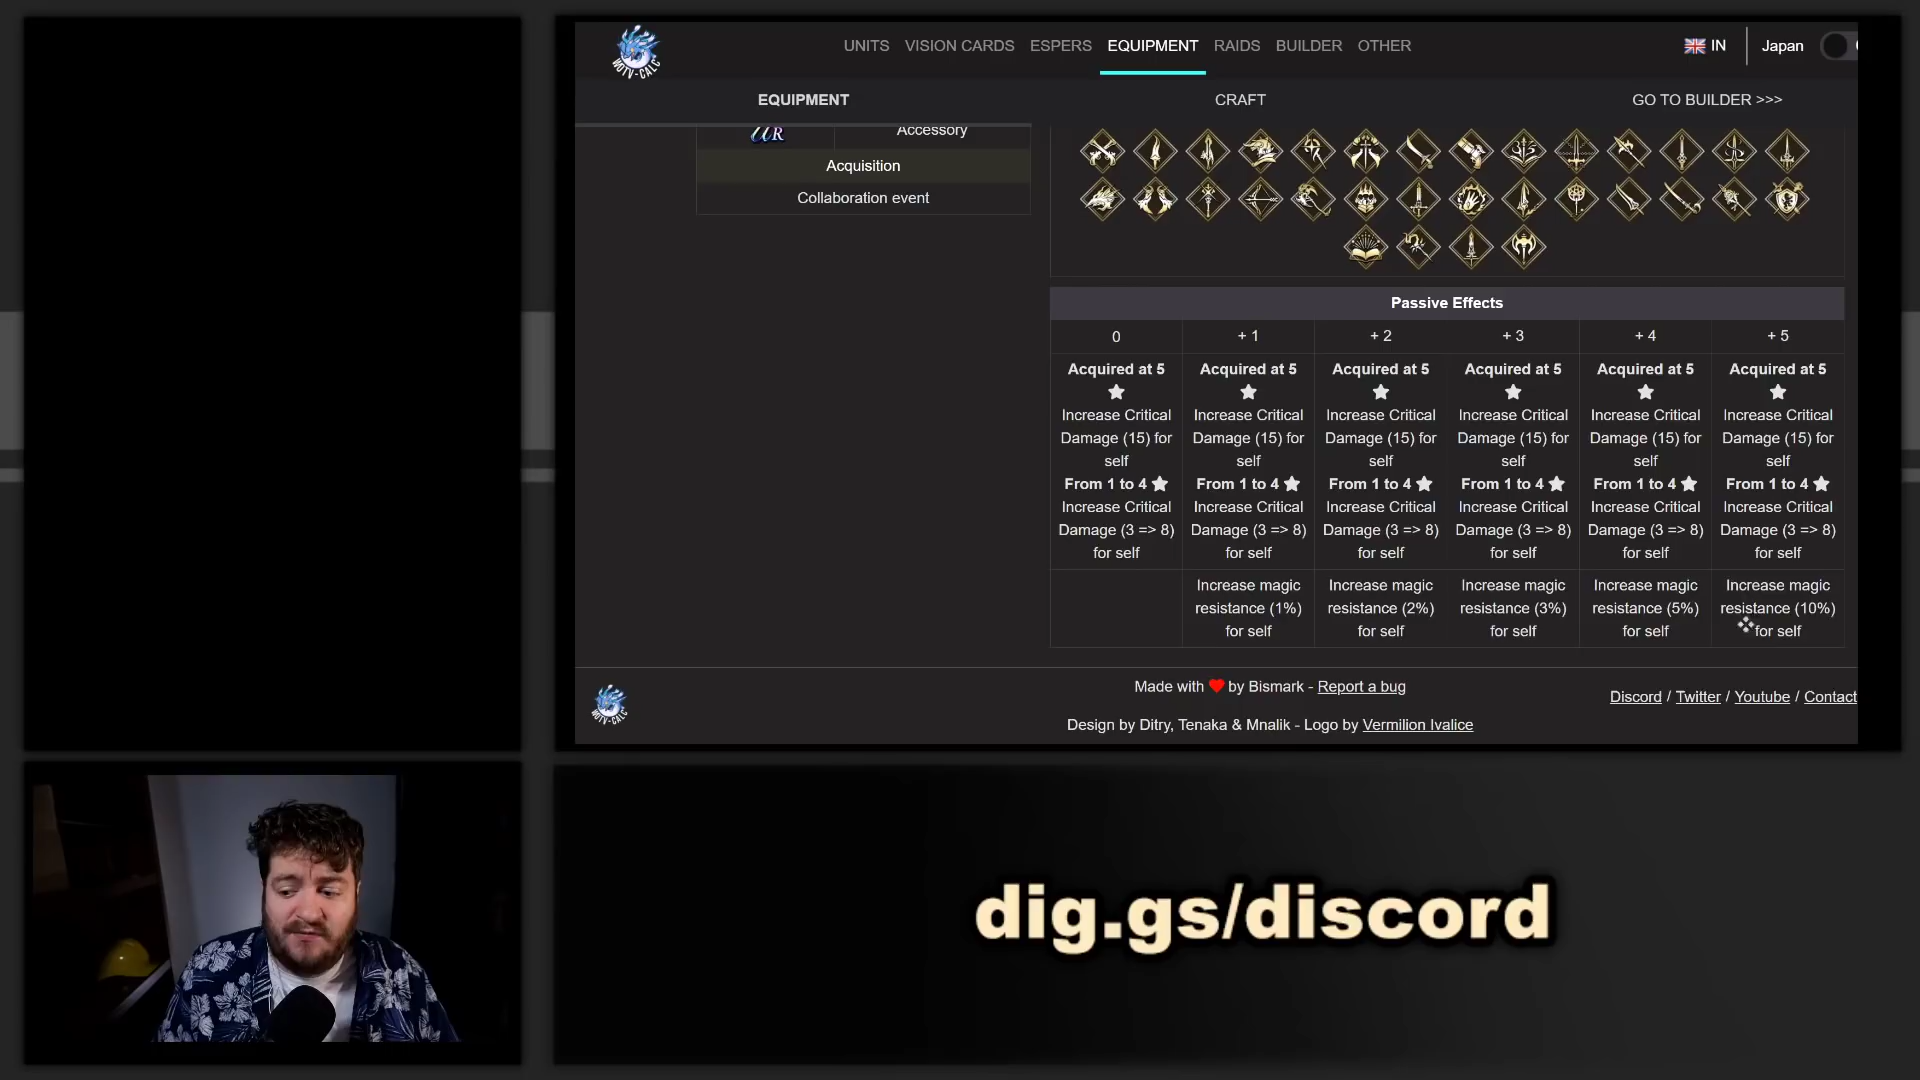 WOTV-CALC
UNITS VISION CARDS ESPERS EQUIPMENT RAIDS BUILDER OTHER
IN Japan
EQUIPMENT CRAFT GO TO BUILDER >>>
UR Accessory
Acquisition
Collaboration event
Passive Effects
0 + 1 + 2 + 3 + 4 + 5
Acquired at 5 Acquired at 5 Acquired at 5 Acquired at 5 Acquired at 5 Acquired at 5
Increase Critical Increase Critical Increase Critical Increase Critical Increase Critical Increase Critical
Damage (15) for Damage (15) for Damage (15) for Damage (15) for Damage (15) for Damage (15) for
self self self self self self
From 1 to 4 From 1 to 4 From 1 to 4 From 1 to 4 From 1 to 4 From 1 to 4
Increase Critical Increase Critical Increase Critical Increase Critical Increase Critical Increase Critical
Damage (3 => 8) Damage (3 => 8) Damage (3 => 8) Damage (3 => 8) Damage (3 => 8) Damage (3 => 8)
for self for self for self for self for self for self
Increase magic Increase magic Increase magic Increase magic Increase magic
resistance (1%) resistance (2%) resistance (3%) resistance (5%) resistance (10%)
for self for self for self for self for self
WOTV-CALC
Made with ❤ by Bismark - Report a bug
Discord / Twitter / Youtube / Contact
Design by Ditry, Tenaka & Mnalik - Logo by Vermilion Ivalice
dig.gs/discord